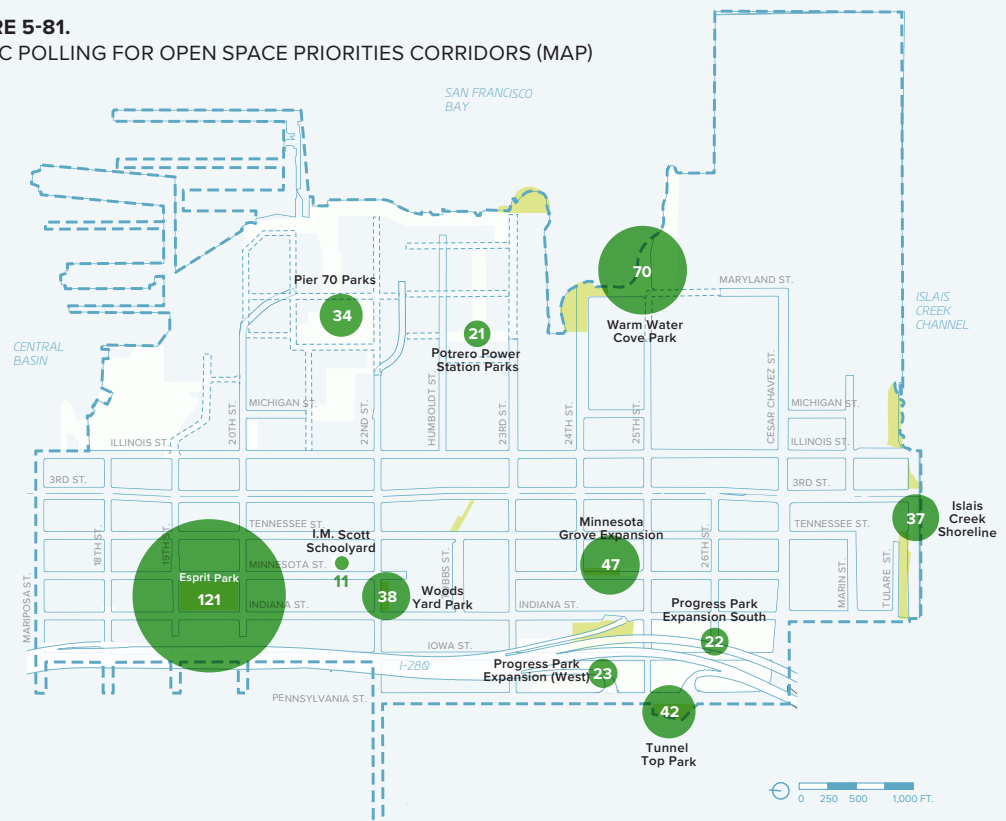 RE 5-81.
C POLLING FOR OPEN SPACE PRIORITIES CORRIDORS (MAP)
SAN FRANCISCO
BAY
CENTRAL
BASIN
ISLAIS
CREEK
CHANNEL
Pier 70 Parks
34
21
Potrero Power
Station Parks
70
Warm Water
Cove Park
MARYLAND ST.
MICHIGAN ST.
MICHIGAN ST.
ILLINOIS ST.
ILLINOIS ST.
20TH ST.
22ND ST.
HUMBOLDT ST.
23RD ST.
24TH ST.
25TH ST.
CESAR CHAVEZ ST.
3RD ST.
3RD ST.
TENNESSEE ST.
TENNESSEE ST.
18TH ST.
19TH ST.
I.M. Scott
Schoolyard
11
MINNESOTA ST.
Minnesota
Grove Expansion
47
26TH ST.
37
Islais
Creek
Shoreline
Esprit Park
121
INDIANA ST.
38
Woods
Yard Park
INDIANA ST.
MARIPOSA ST.
MARIN ST.
TULARE ST.
Progress Park
Expansion South
22
IOWA ST.
I-280
Progress Park
Expansion (West)
23
PENNSYLVANIA ST.
42
Tunnel
Top Park
0 250 500 1,000 FT.